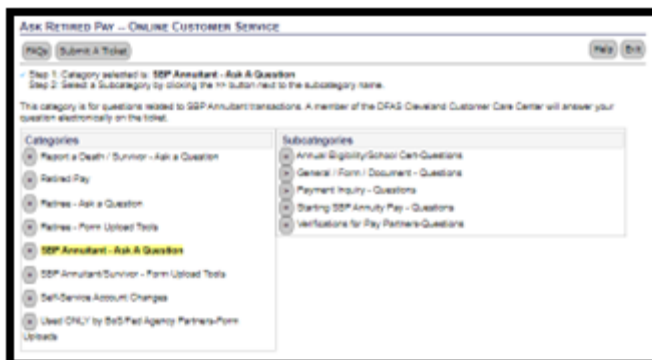 ASK RETIRED PAY – ONLINE CUSTOMER SERVICE
FAQs Submit A Ticket Help Exit
Step 1: Category selected is: SBP Annuitant - Ask A Question
Step 2: Select a Subcategory by clicking the >> button next to the subcategory name.
This category is for questions related to SBP Annuitant transactions. A member of the DFAS Cleveland Customer Care Center will answer your
question electronically on the ticket.
Categories
Report a Death / Survivor - Ask a Question
Retired Pay
Retiree - Ask a Question
Retiree - Form Upload Tools
SBP Annuitant - Ask A Question
SBP Annuitant/Survivor - Form Upload Tools
Self-Service Account Changes
Used ONLY by BoS/Fed Agency Partners-Form
Uploads
Subcategories
Annual Eligibility/School Cert-Questions
General / Form / Document - Questions
Payment Inquiry - Questions
Starting SBP Annuity Pay - Questions
Verifications for Pay Partners-Questions